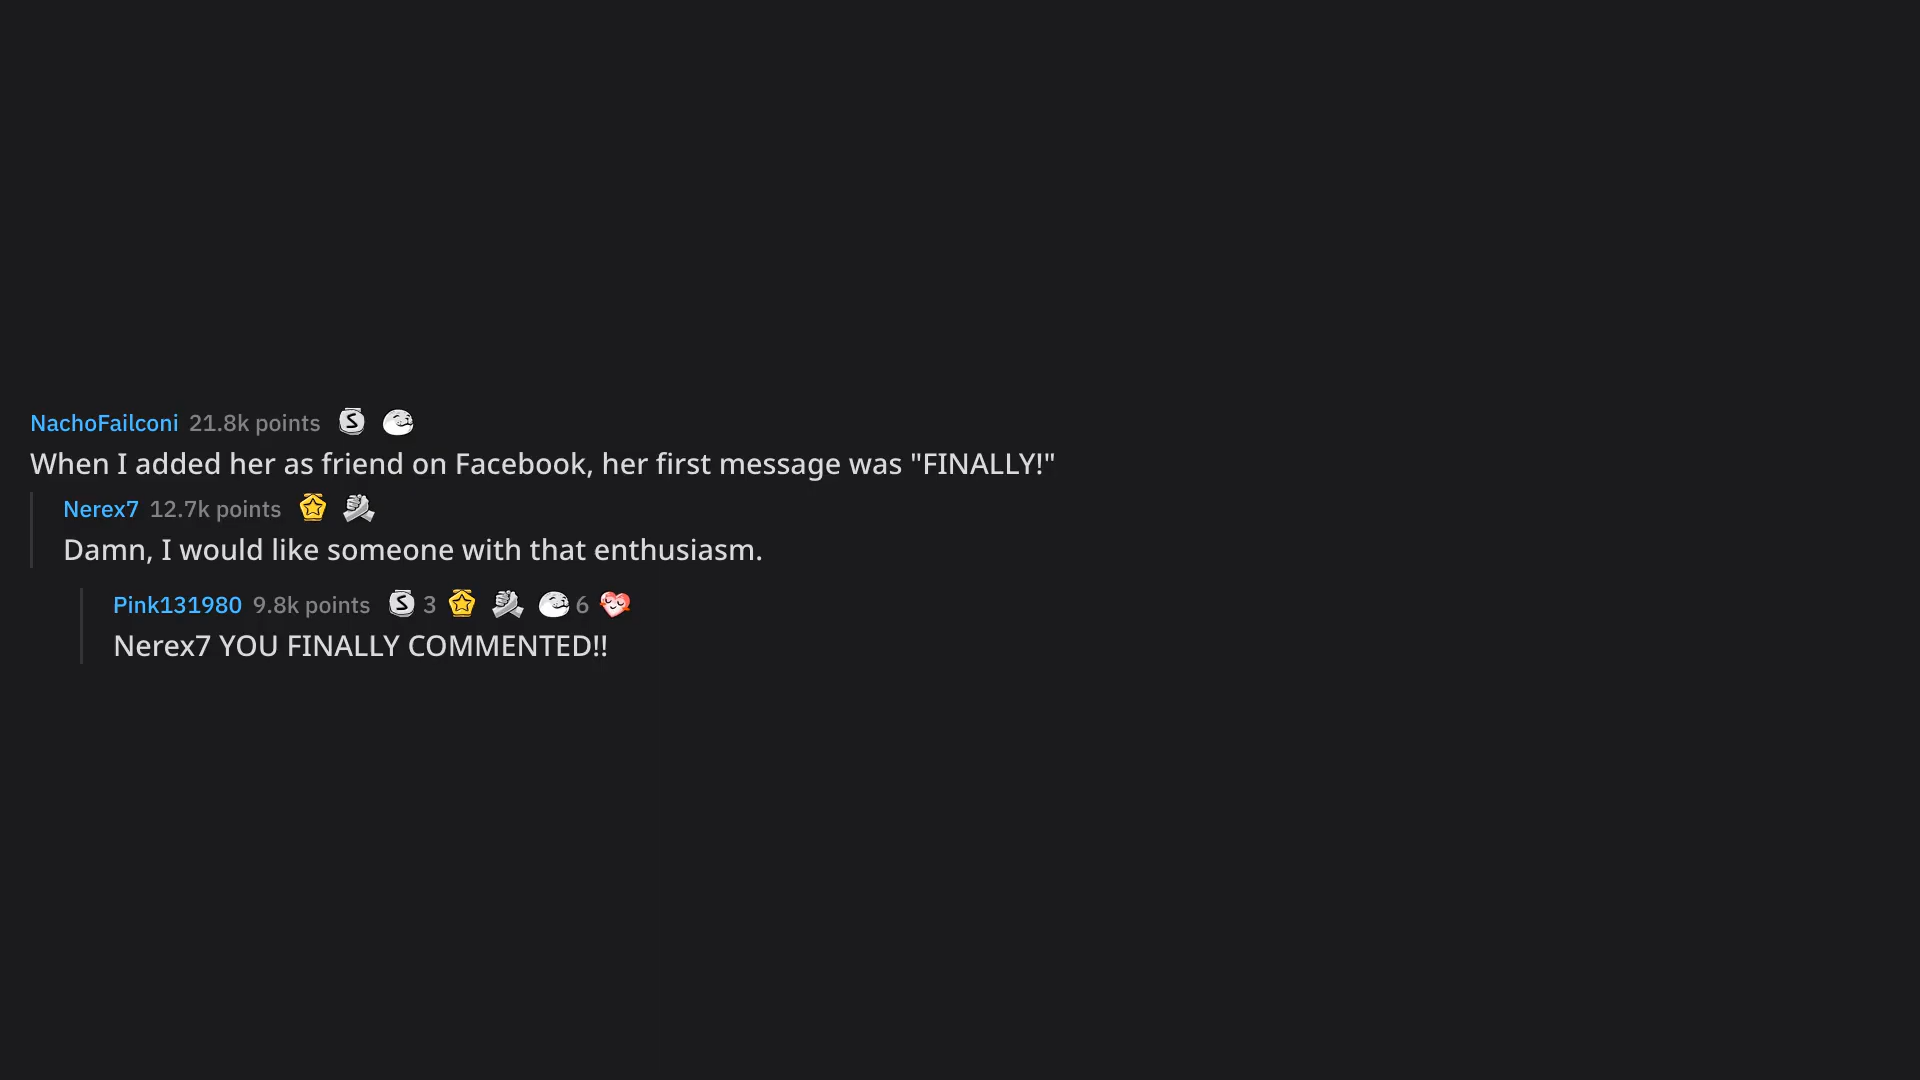 NachoFailconi 21.8k points S
When I added her as friend on Facebook, her first message was "FINALLY!"
Nerex7 12.7k points
Damn, I would like someone with that enthusiasm.
Pink131980 9.8k points S 3 6
Nerex7 YOU FINALLY COMMENTED!!